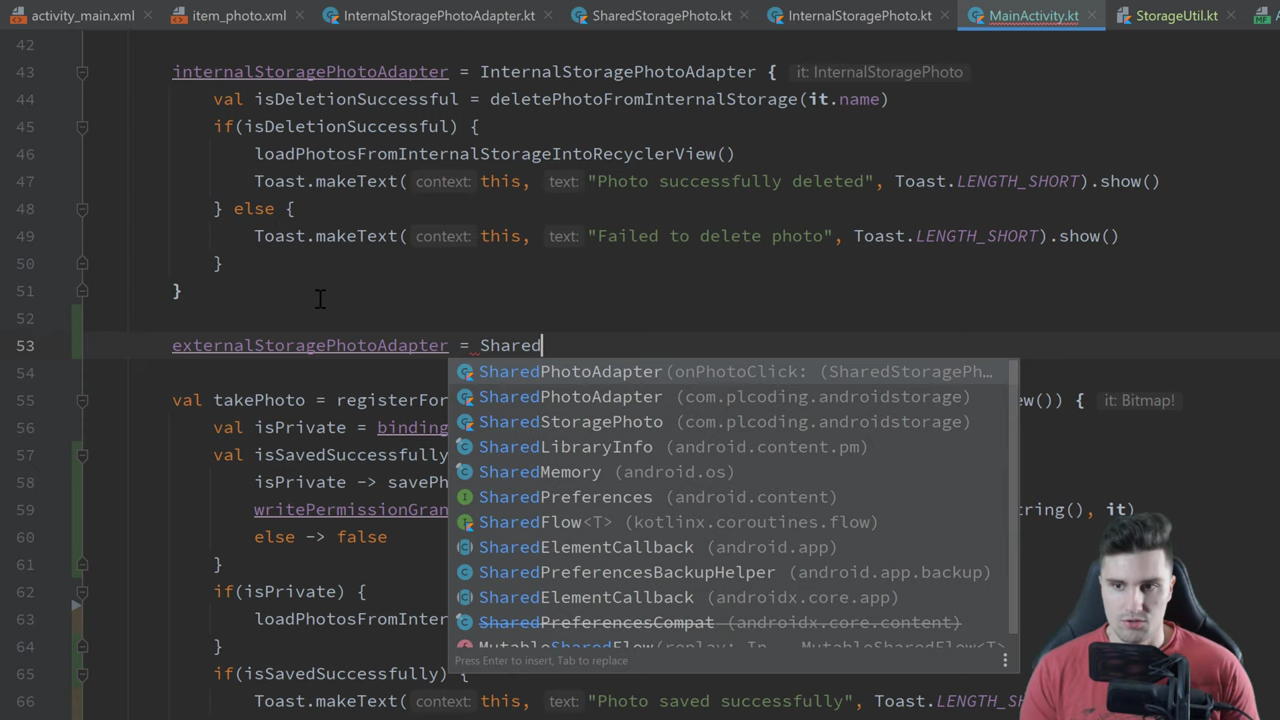 activity_main.xml
item_photo.xml
InternalStoragePhotoAdapter.kt
SharedStoragePhoto.kt
InternalStoragePhoto.kt
MainActivity.kt
StorageUtil.kt
MF
42
43 internalStoragePhotoAdapter = InternalStoragePhotoAdapter { it: InternalStoragePhoto
44 val isDeletionSuccessful = deletePhotoFromInternalStorage(it.name)
45 if(isDeletionSuccessful) {
46 loadPhotosFromInternalStorageIntoRecyclerView()
47 Toast.makeText( context: this, text: "Photo successfully deleted", Toast.LENGTH_SHORT).show()
48 } else {
49 Toast.makeText( context: this, text: "Failed to delete photo", Toast.LENGTH_SHORT).show()
50 }
51 }
52
53 externalStoragePhotoAdapter = Shared
54
SharedPhotoAdapter(onPhotoClick: (SharedStoragePh...
SharedPhotoAdapter (com.plcoding.androidstorage)
SharedStoragePhoto (com.plcoding.androidstorage)
SharedLibraryInfo (android.content.pm)
SharedMemory (android.os)
SharedPreferences (android.content)
SharedFlow<T> (kotlinx.coroutines.flow)
SharedElementCallback (android.app)
SharedPreferencesBackupHelper (android.app.backup)
SharedElementCallback (androidx.core.app)
SharedPreferencesCompat (androidx.core.content)
MutableSharedFlow(replay: In... MutableSharedFlow<T>
Press Enter to insert, Tab to replace
55 val takePhoto = registerFor ew()) { it: Bitmap!
56 val isPrivate = binding
57 val isSavedSuccessfully
58 isPrivate -> savePh
59 writePermissionGran tring(), it)
60 else -> false
61 }
62 if(isPrivate) {
63 loadPhotosFromInter
64 }
65 if(isSavedSuccessfully) {
66 Toast.makeText( context: this, text: "Photo saved successfully", Toast.LENGTH_SH